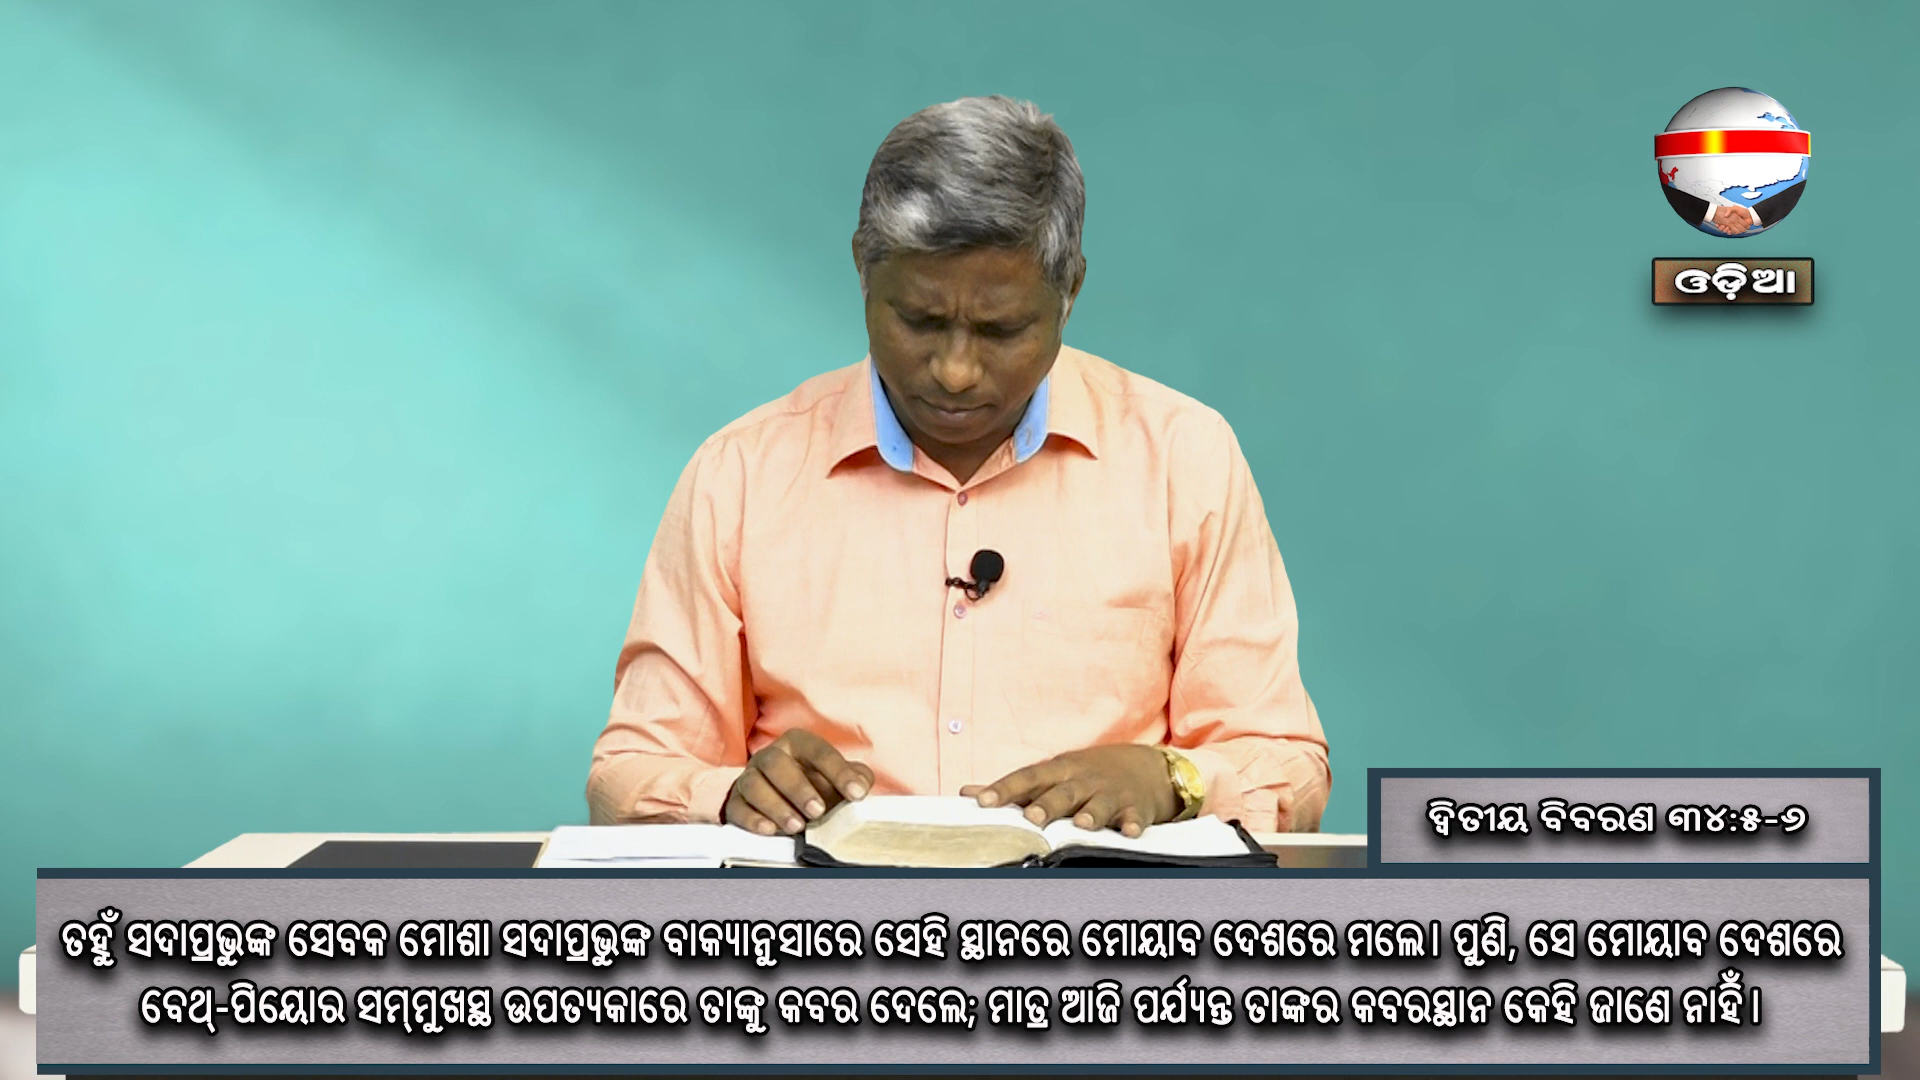 ଓଡ଼ିଆ
ଦ୍ଵିତୀୟ ବିବରଣ ୩୪:୫-୬
ତହୁଁ ସଦାପ୍ରଭୁଙ୍କ ସେବକ ମୋଶା ସଦାପ୍ରଭୁଙ୍କ ବାକ୍ୟାନୁସାରେ ସେହି ସ୍ଥାନରେ ମୋୟାବ ଦେଶରେ ମଲେ। ପୁଣି, ସେ ମୋୟାବ ଦେଶରେ
ବେଥ୍-ପିୟୋର ସମ୍ମୁଖସ୍ଥ ଉପତ୍ୟକାରେ ତାଙ୍କୁ କବର ଦେଲେ; ମାତ୍ର ଆଜି ପର୍ଯ୍ୟନ୍ତ ତାଙ୍କର କବରସ୍ଥାନ କେହି ଜାଣେ ନାହିଁ।